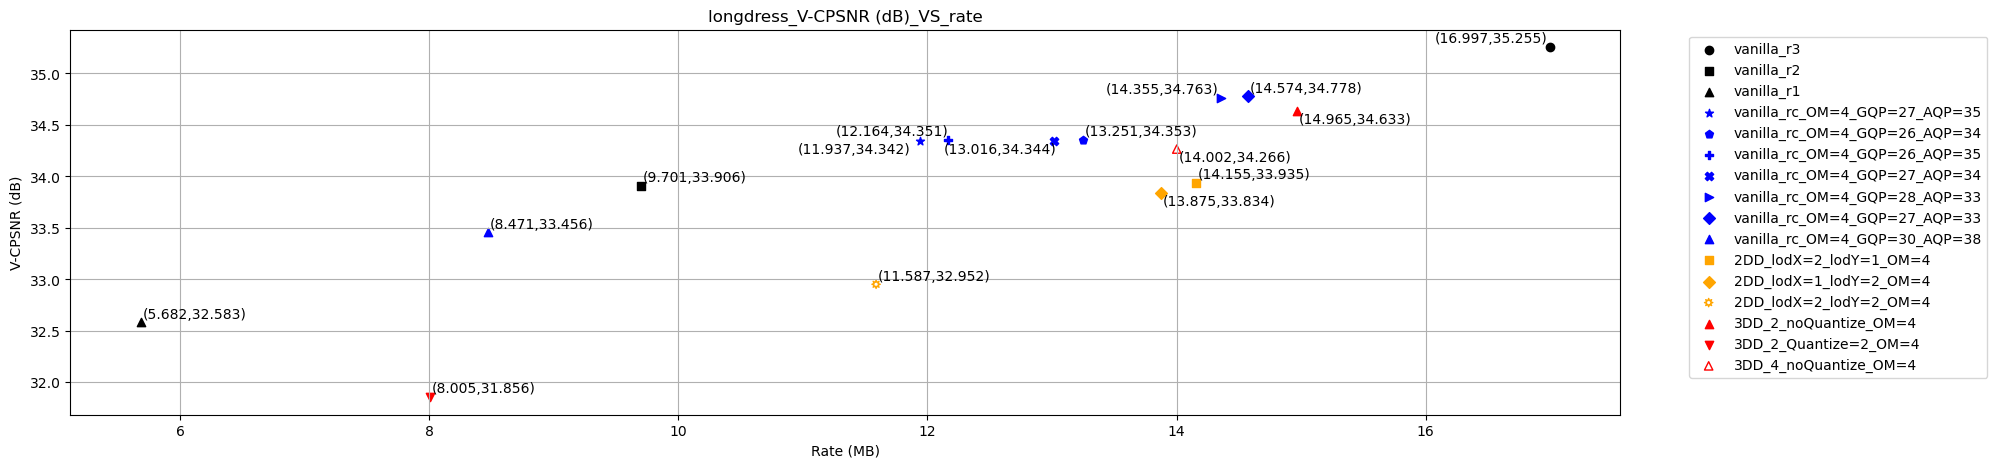 longdress_V-CPSNR (dB)_VS_rate
V-CPSNR (dB)
35.0
34.5
34.0
33.5
33.0
32.5
32.0
(16.997,35.255)
(14.355,34.763)
(14.574,34.778)
(14.965,34.633)
(12.164,34.351)
(13.251,34.353)
(11.937,34.342)
(13.016,34.344)
(14.002,34.266)
(14.155,33.935)
(9.701,33.906)
(13.875,33.834)
(8.471,33.456)
(11.587,32.952)
(5.682,32.583)
(8.005,31.856)
6
8
10
12
14
16
Rate (MB)
vanilla_r3
vanilla_r2
vanilla_r1
vanilla_rc_OM=4_GQP=27_AQP=35
vanilla_rc_OM=4_GQP=26_AQP=34
vanilla_rc_OM=4_GQP=26_AQP=35
vanilla_rc_OM=4_GQP=27_AQP=34
vanilla_rc_OM=4_GQP=28_AQP=33
vanilla_rc_OM=4_GQP=27_AQP=33
vanilla_rc_OM=4_GQP=30_AQP=38
2DD_lodX=2_lodY=1_OM=4
2DD_lodX=1_lodY=2_OM=4
2DD_lodX=2_lodY=2_OM=4
3DD_2_noQuantize_OM=4
3DD_2_Quantize=2_OM=4
3DD_4_noQuantize_OM=4